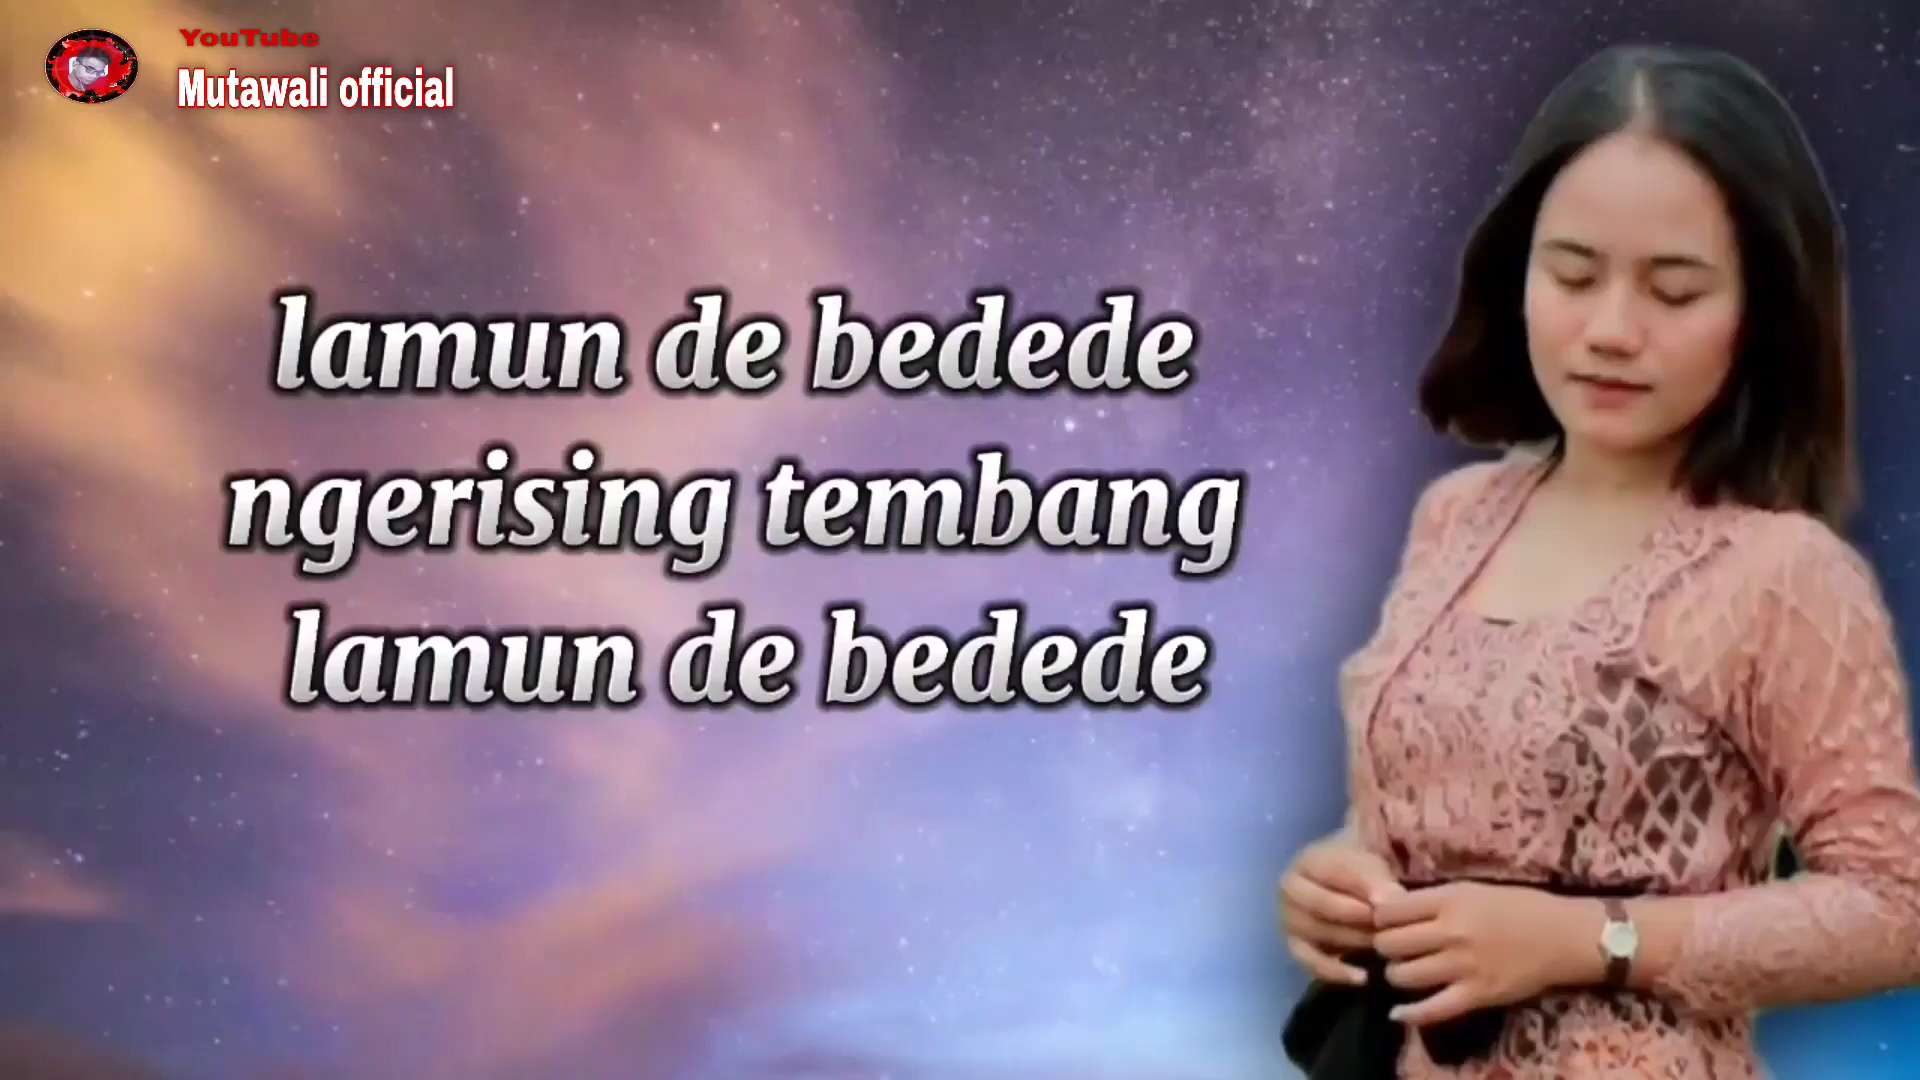 YouTube
Mutawali official
lamun de bedede
ngerising tembang
lamun de bedede